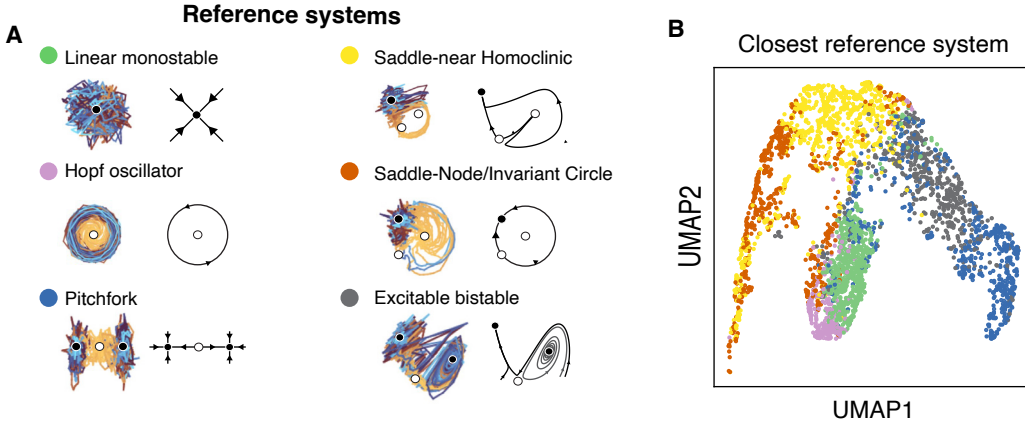 Reference systems
A
Linear monostable
Saddle-near Homoclinic
Hopf oscillator
Saddle-Node/Invariant Circle
Pitchfork
Excitable bistable
B
Closest reference system
UMAP2
UMAP1